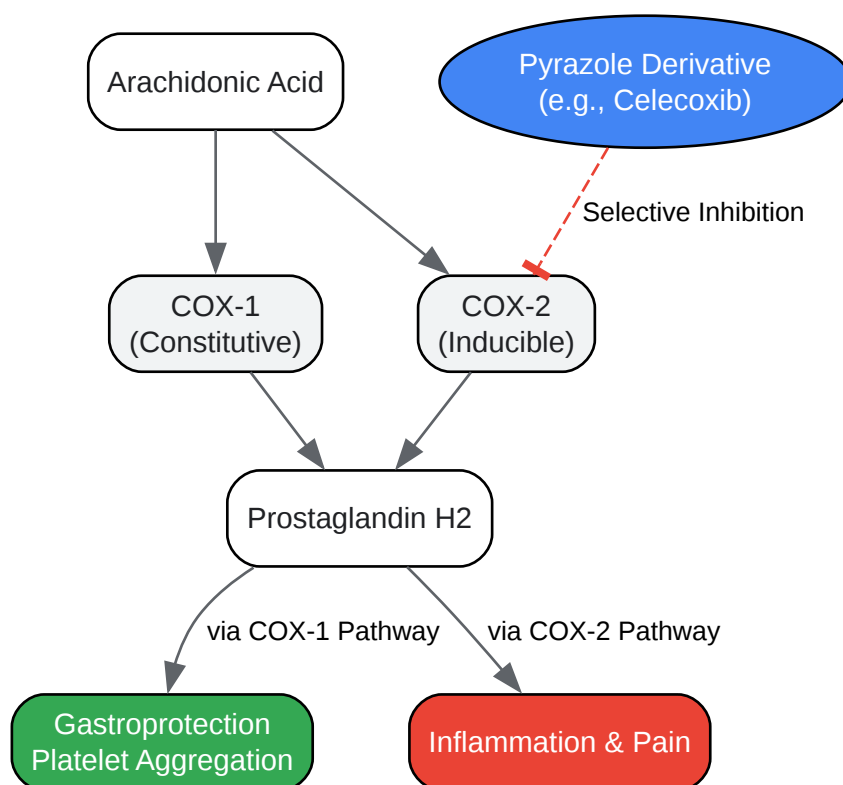 Arachidonic Acid
Pyrazole Derivative
(e.g., Celecoxib)
Selective Inhibition
COX-1
(Constitutive)
COX-2
(Inducible)
Prostaglandin H2
via COX-1 Pathway
via COX-2 Pathway
Gastroprotection
Platelet Aggregation
Inflammation & Pain